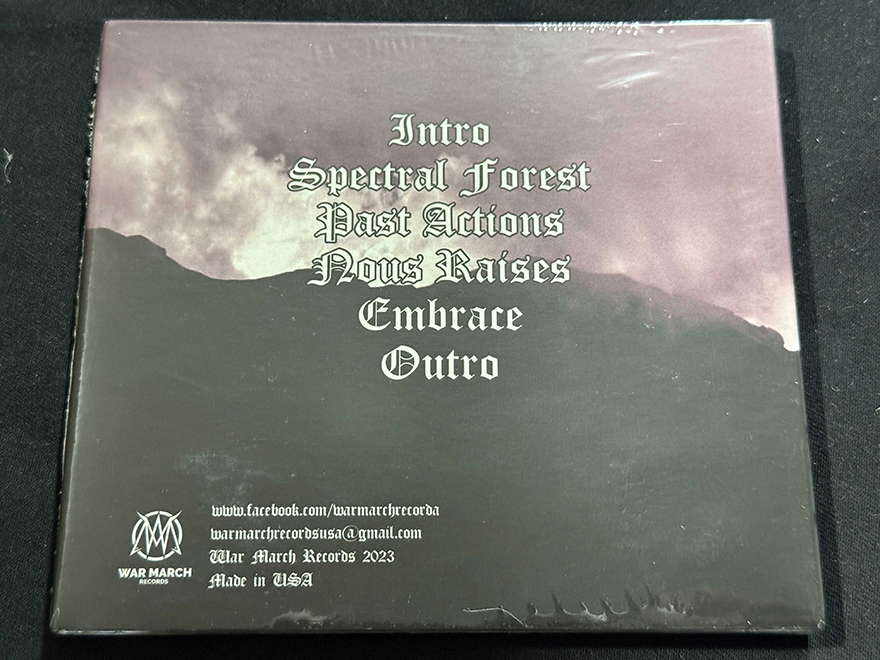 Intro
Spectral Forest
Past Actions
Nous Raises
Embrace
Outro
www.facebook.com/warmarchrecorda
warmarchrecordsusa@gmail.com
War March Records 2023
Made in USA
WAR MARCH
RECORDS